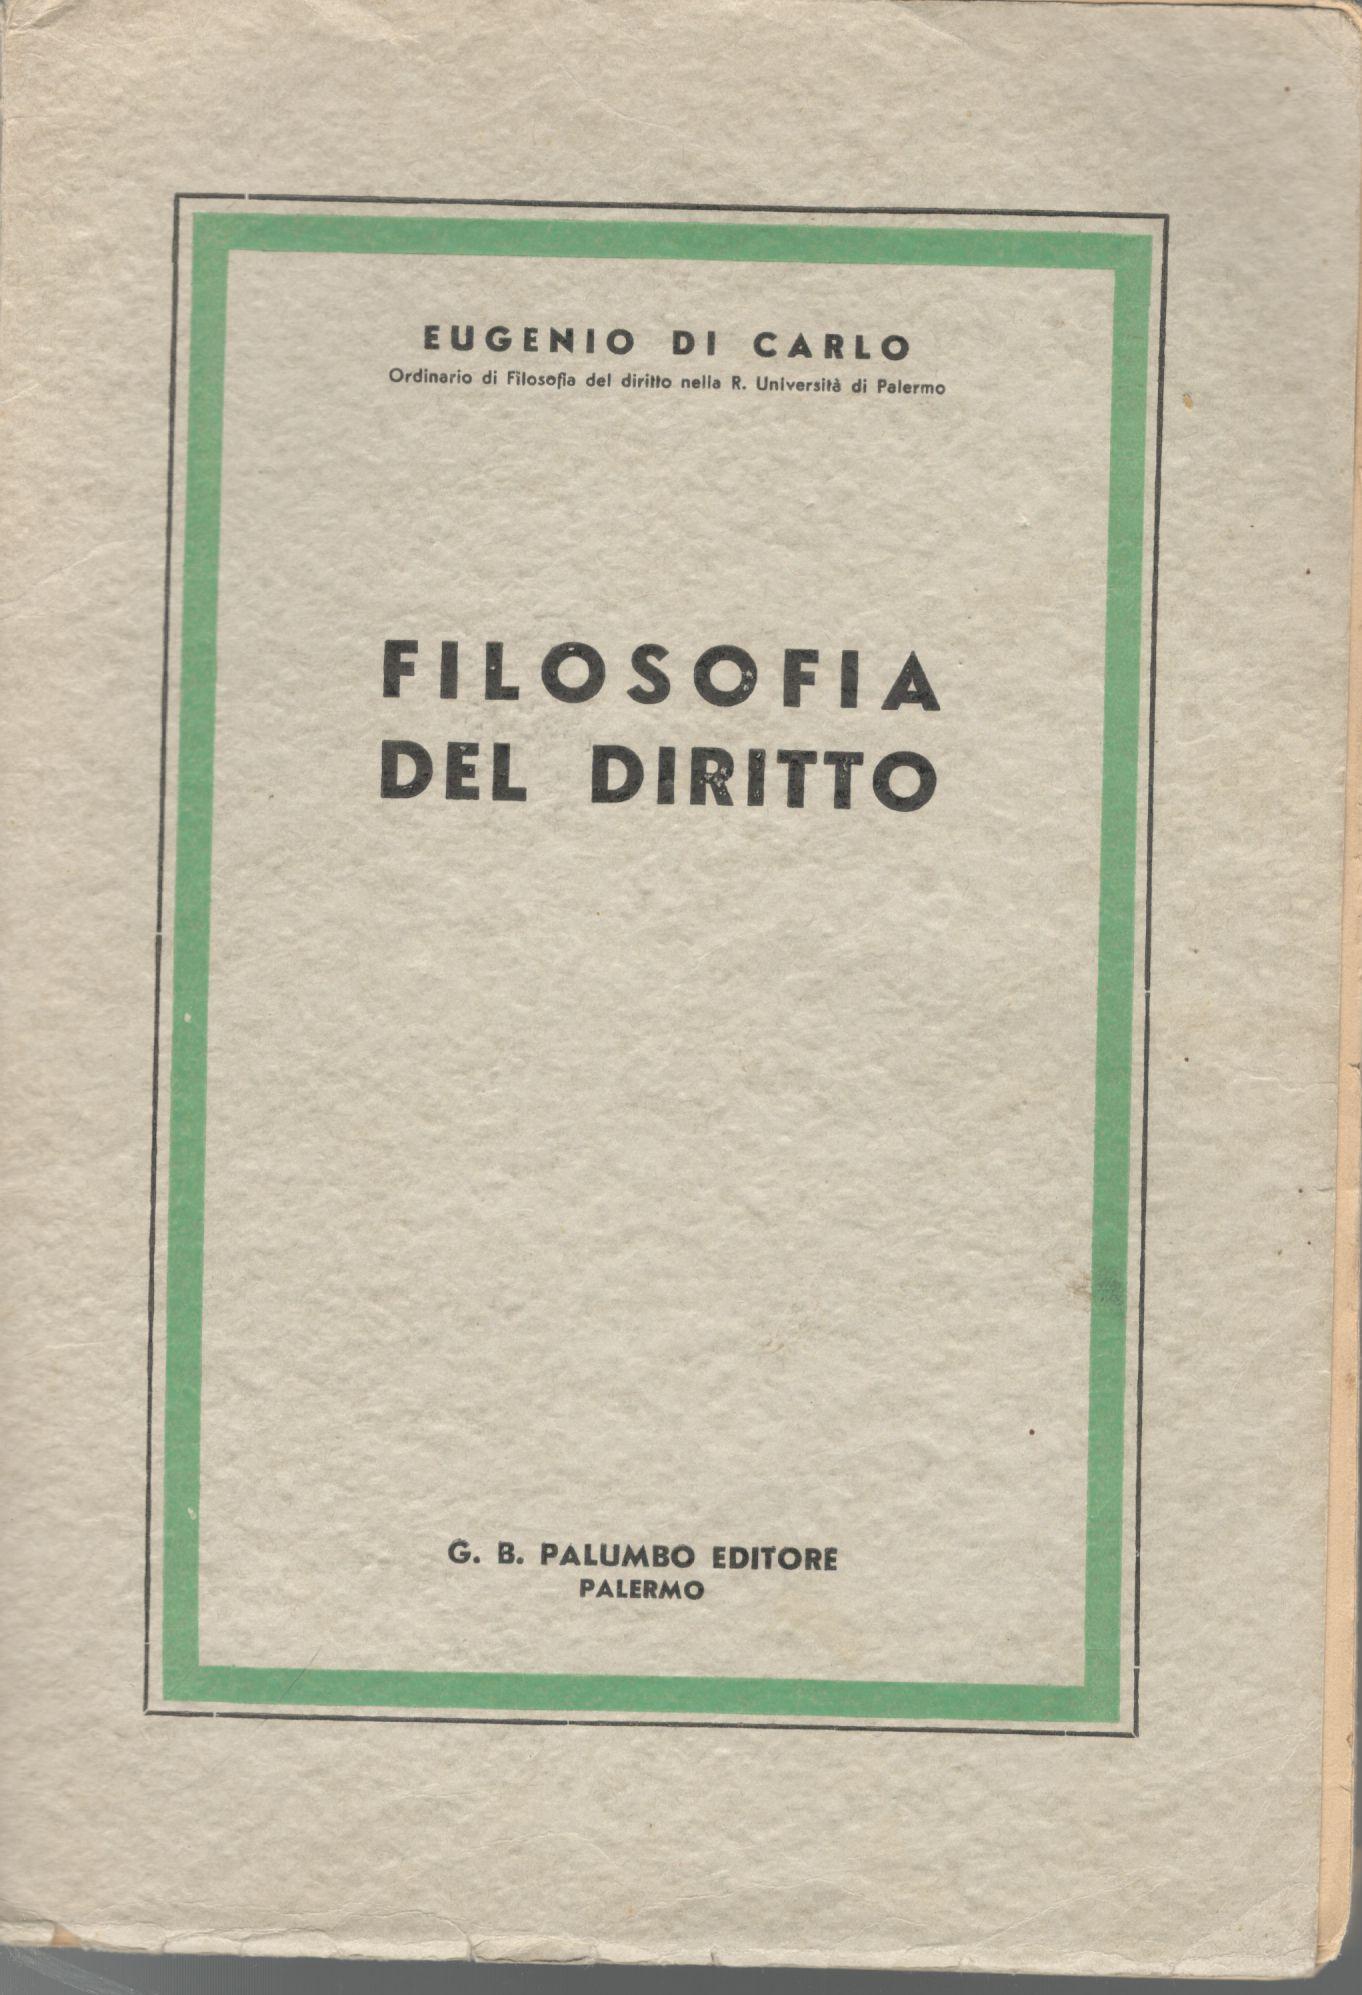 EUGENIO DI CARLO
Ordinario di Filosofia del diritto nella R. Università di Palermo
FILOSOFIA
DEL DIRITTO
G. B. PALUMBO EDITORE
PALERMO